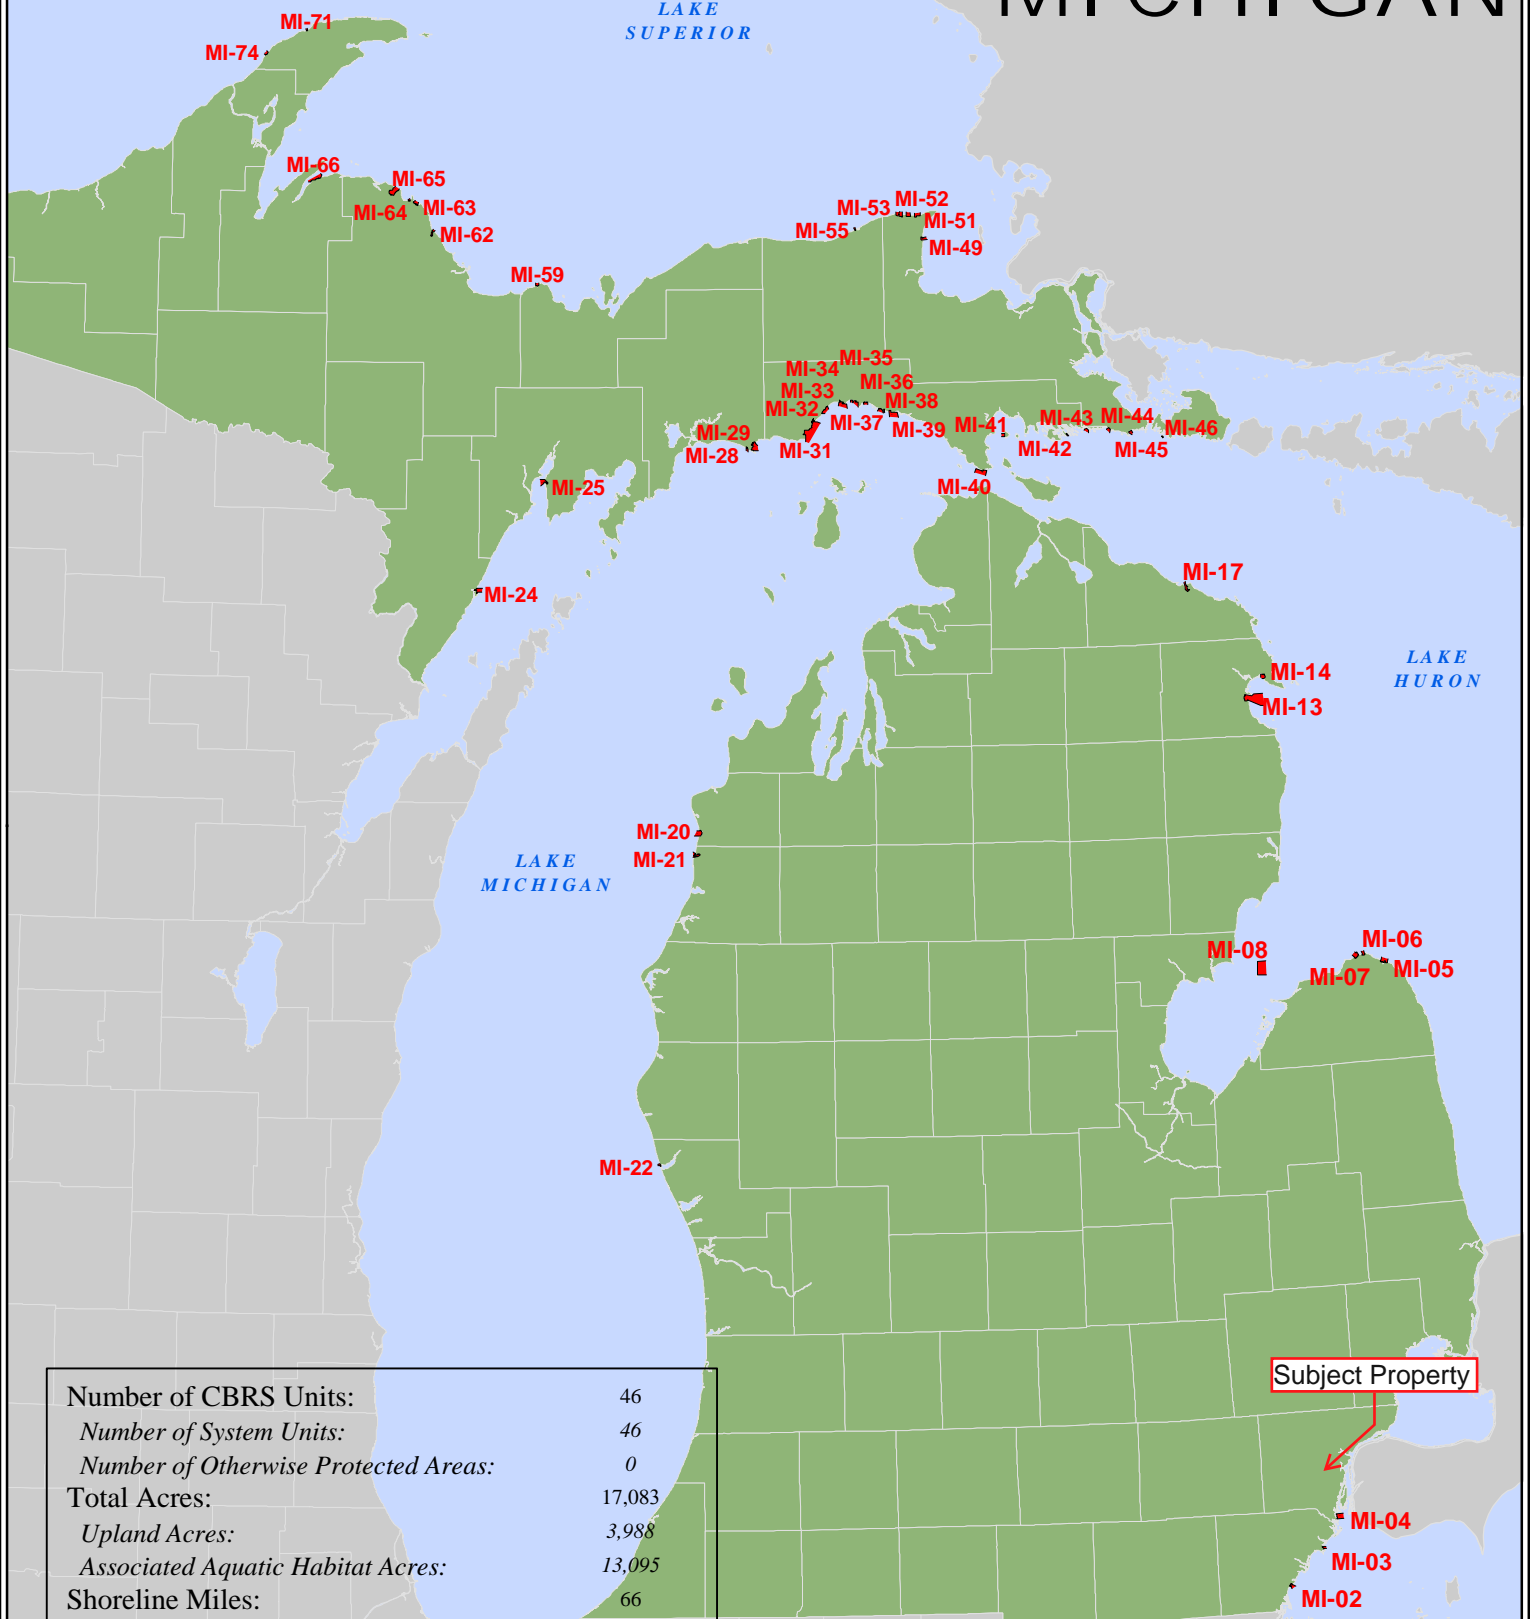 MICHIGAN
LAKE
SUPERIOR
MI-71
MI-74
MI-66
MI-65
MI-64
MI-63
MI-62
MI-59
MI-53
MI-52
MI-51
MI-55
MI-49
MI-35
MI-34
MI-36
MI-33
MI-38
MI-32
MI-37
MI-39
MI-29
MI-28
MI-31
MI-41
MI-43
MI-44
MI-46
MI-42
MI-45
MI-40
MI-25
MI-24
MI-17
LAKE
HURON
MI-14
MI-13
MI-20
MI-21
LAKE
MICHIGAN
MI-08
MI-06
MI-07
MI-05
MI-22
Subject Property
MI-04
MI-03
MI-02
Number of CBRS Units: 46
Number of System Units: 46
Number of Otherwise Protected Areas: 0
Total Acres: 17,083
Upland Acres: 3,988
Associated Aquatic Habitat Acres: 13,095
Shoreline Miles: 66